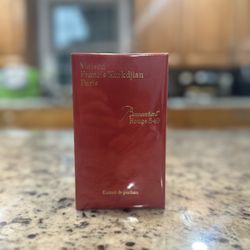 Maison
Francis Kurkdjian
Paris
Baccarat
Rouge 540
Extrait de parfum